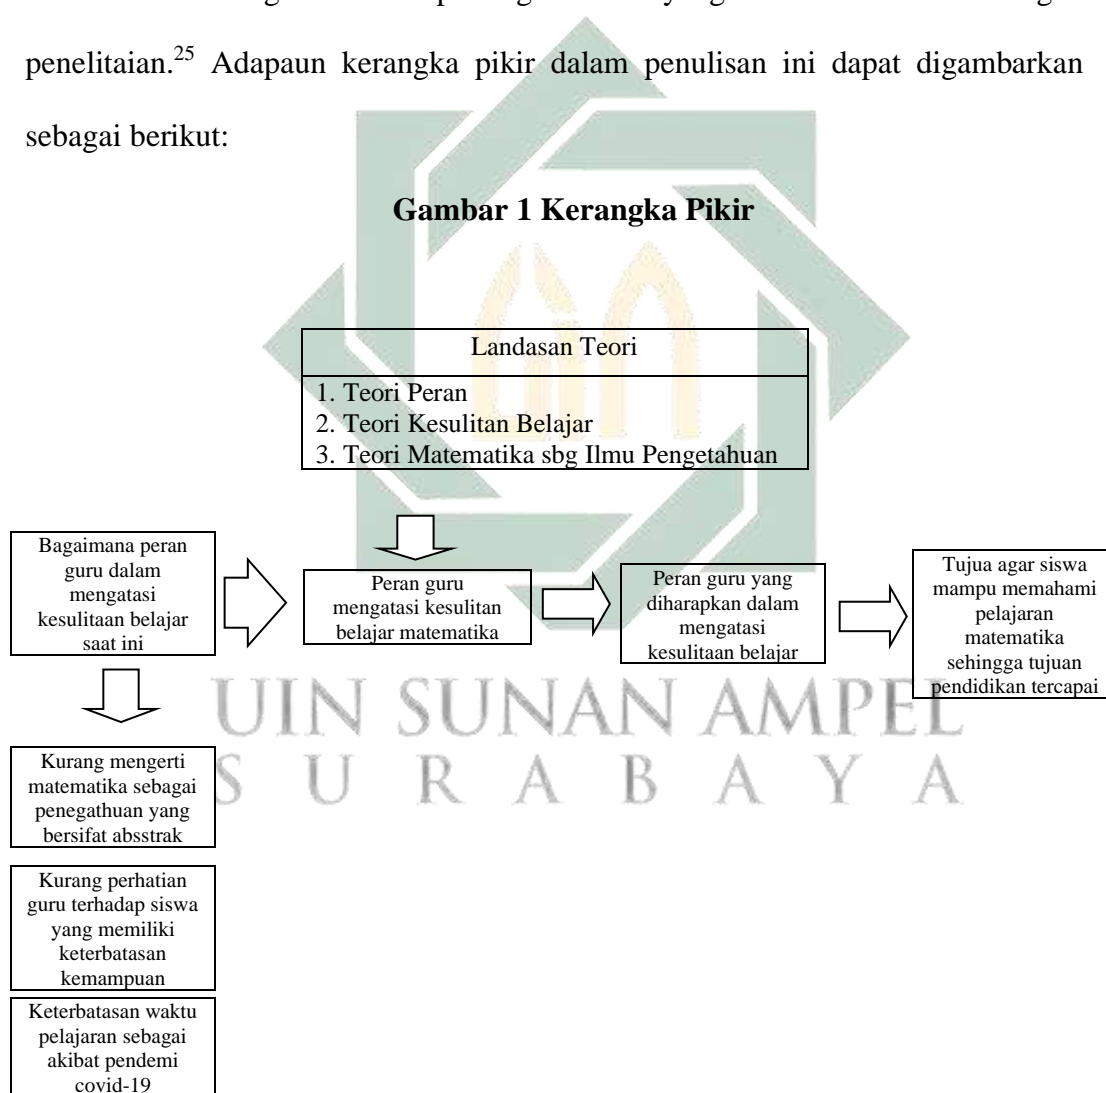 penelitaian.25 Adapaun kerangka pikir dalam penulisan ini dapat digambarkan
sebagai berikut:
Gambar 1 Kerangka Pikir
Landasan Teori
1. Teori Peran
2. Teori Kesulitan Belajar
3. Teori Matematika sbg Ilmu Pengetahuan
Bagaimana peran
guru dalam
mengatasi
kesulitaan belajar
saat ini
Peran guru
mengatasi kesulitan
belajar matematika
Peran guru yang
diharapkan dalam
mengatasi
kesulitaan belajar
Tujua agar siswa
mampu memahami
pelajaran
matematika
sehingga tujuan
pendidikan tercapai
UIN SUNAN AMPEL
SURABAYA
Kurang mengerti
matematika sebagai
penegathuan yang
bersifat absstrak
Kurang perhatian
guru terhadap siswa
yang memiliki
keterbatasan
kemampuan
Keterbatasan waktu
pelajaran sebagai
akibat pendemi
covid-19